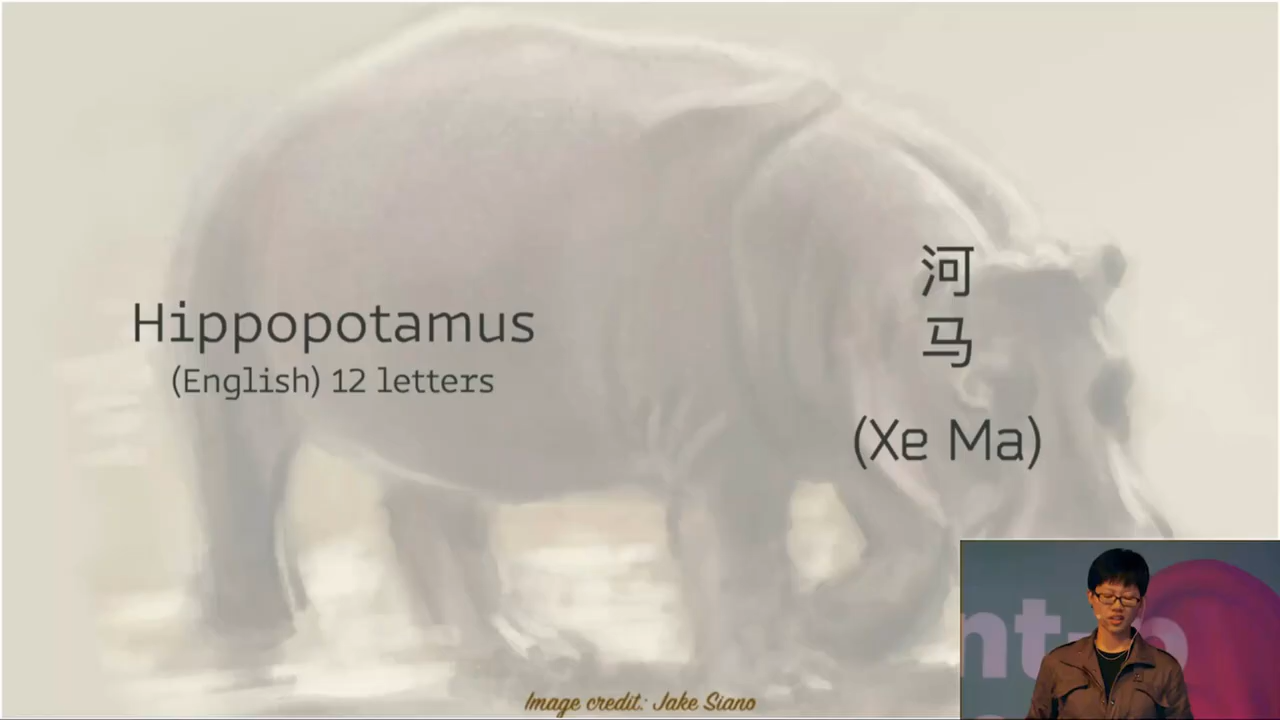 Hippopotamus
(English) 12 letters
河
马
(Xe Ma)
Image credit: Jake Siano